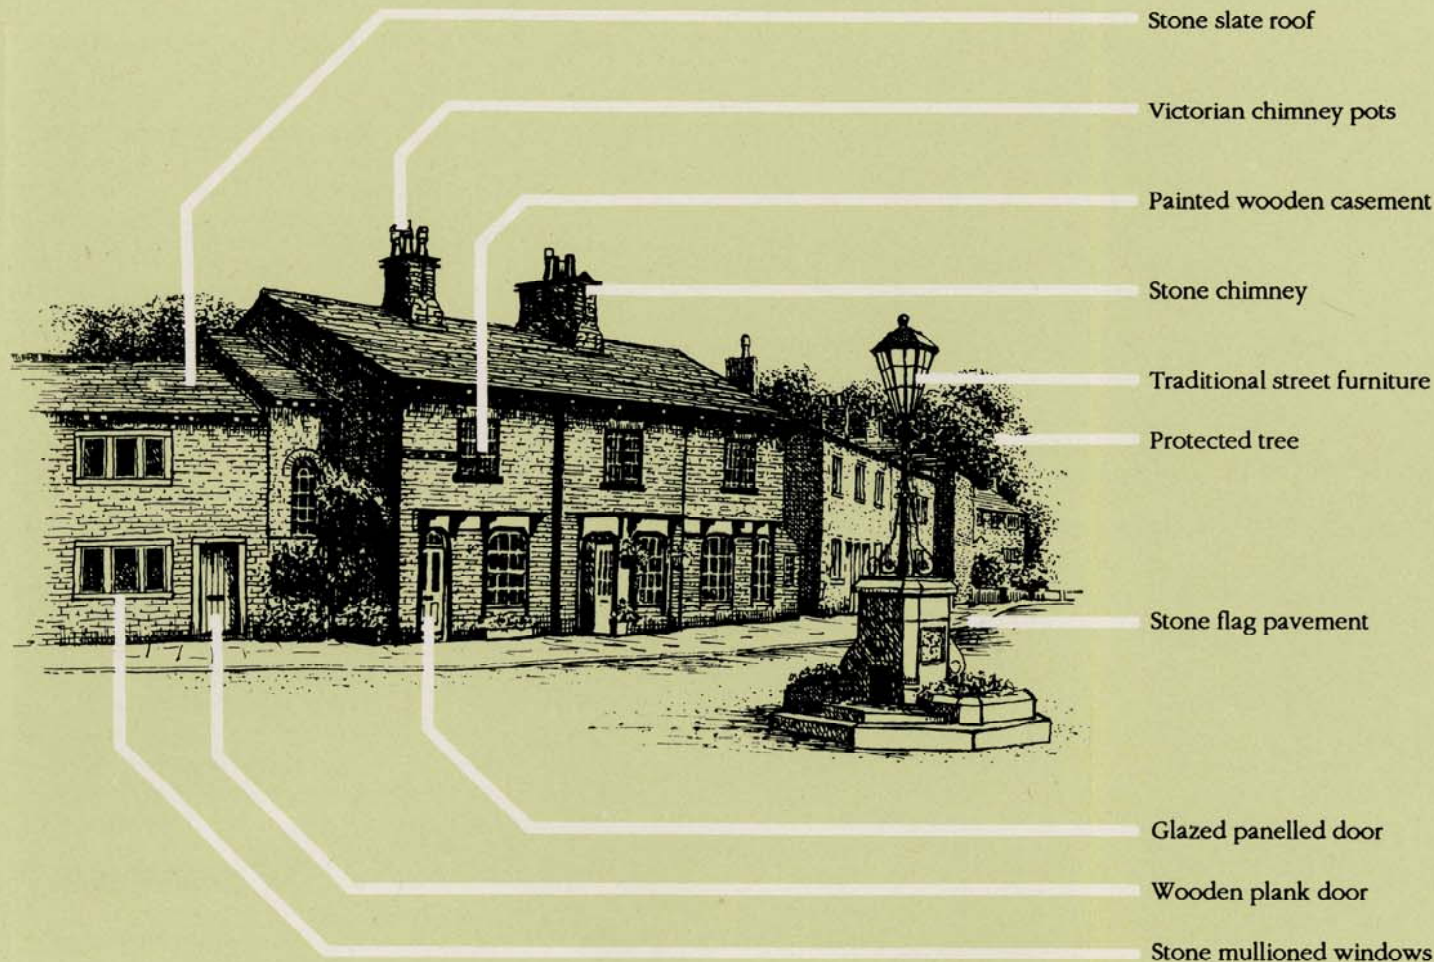 Stone slate roof
Victorian chimney pots
Painted wooden casement
Stone chimney
Traditional street furniture
Protected tree
Stone flag pavement
Glazed panelled door
Wooden plank door
Stone mullioned windows